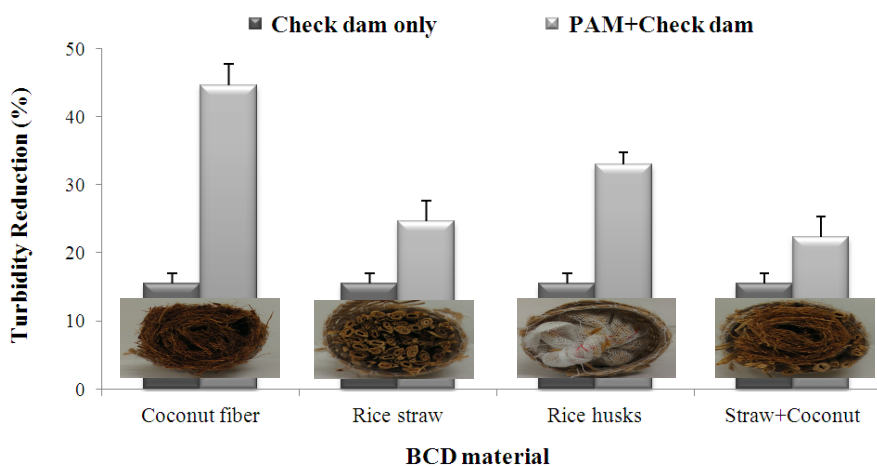 Check dam only
PAM+Check dam
Turbidity Reduction (%)
50
40
30
20
10
0
Coconut fiber
Rice straw
Rice husks
Straw+Coconut
BCD material